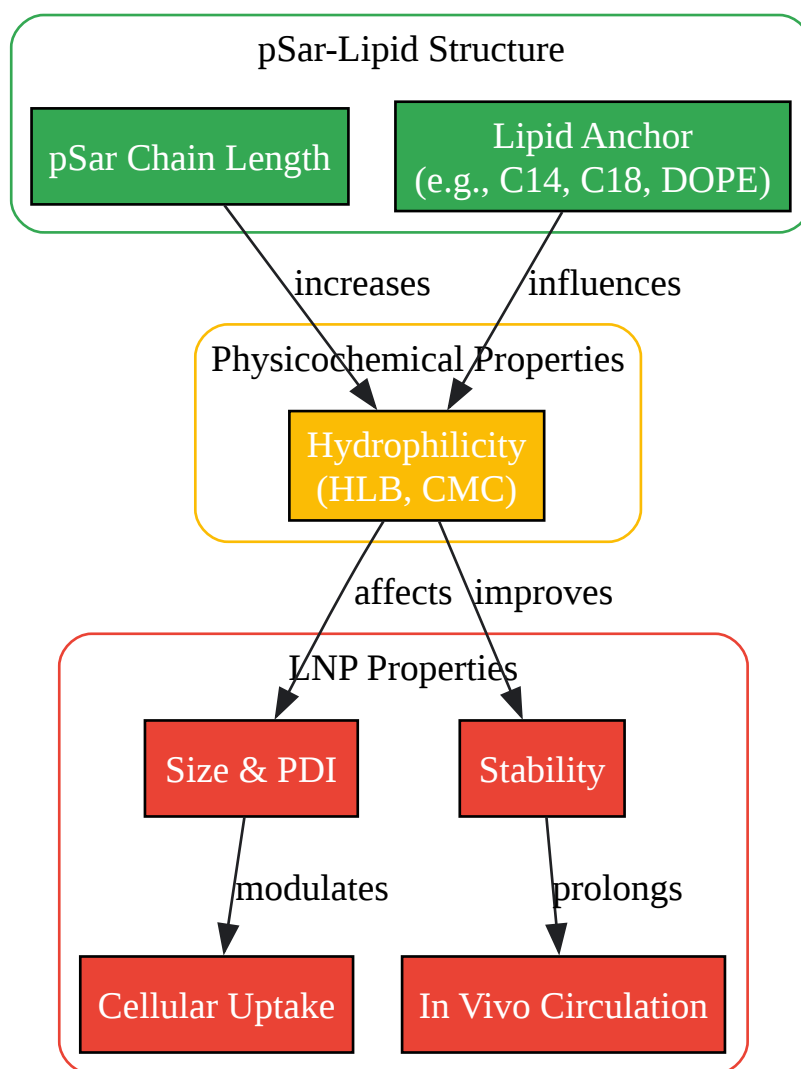 pSar-Lipid Structure
pSar Chain Length
Lipid Anchor
(e.g., C14, C18, DOPE)
increases
influences
Physicochemical Properties
Hydrophilicity
(HLB, CMC)
affects
improves
LNP Properties
Size & PDI
Stability
modulates
prolongs
Cellular Uptake
In Vivo Circulation